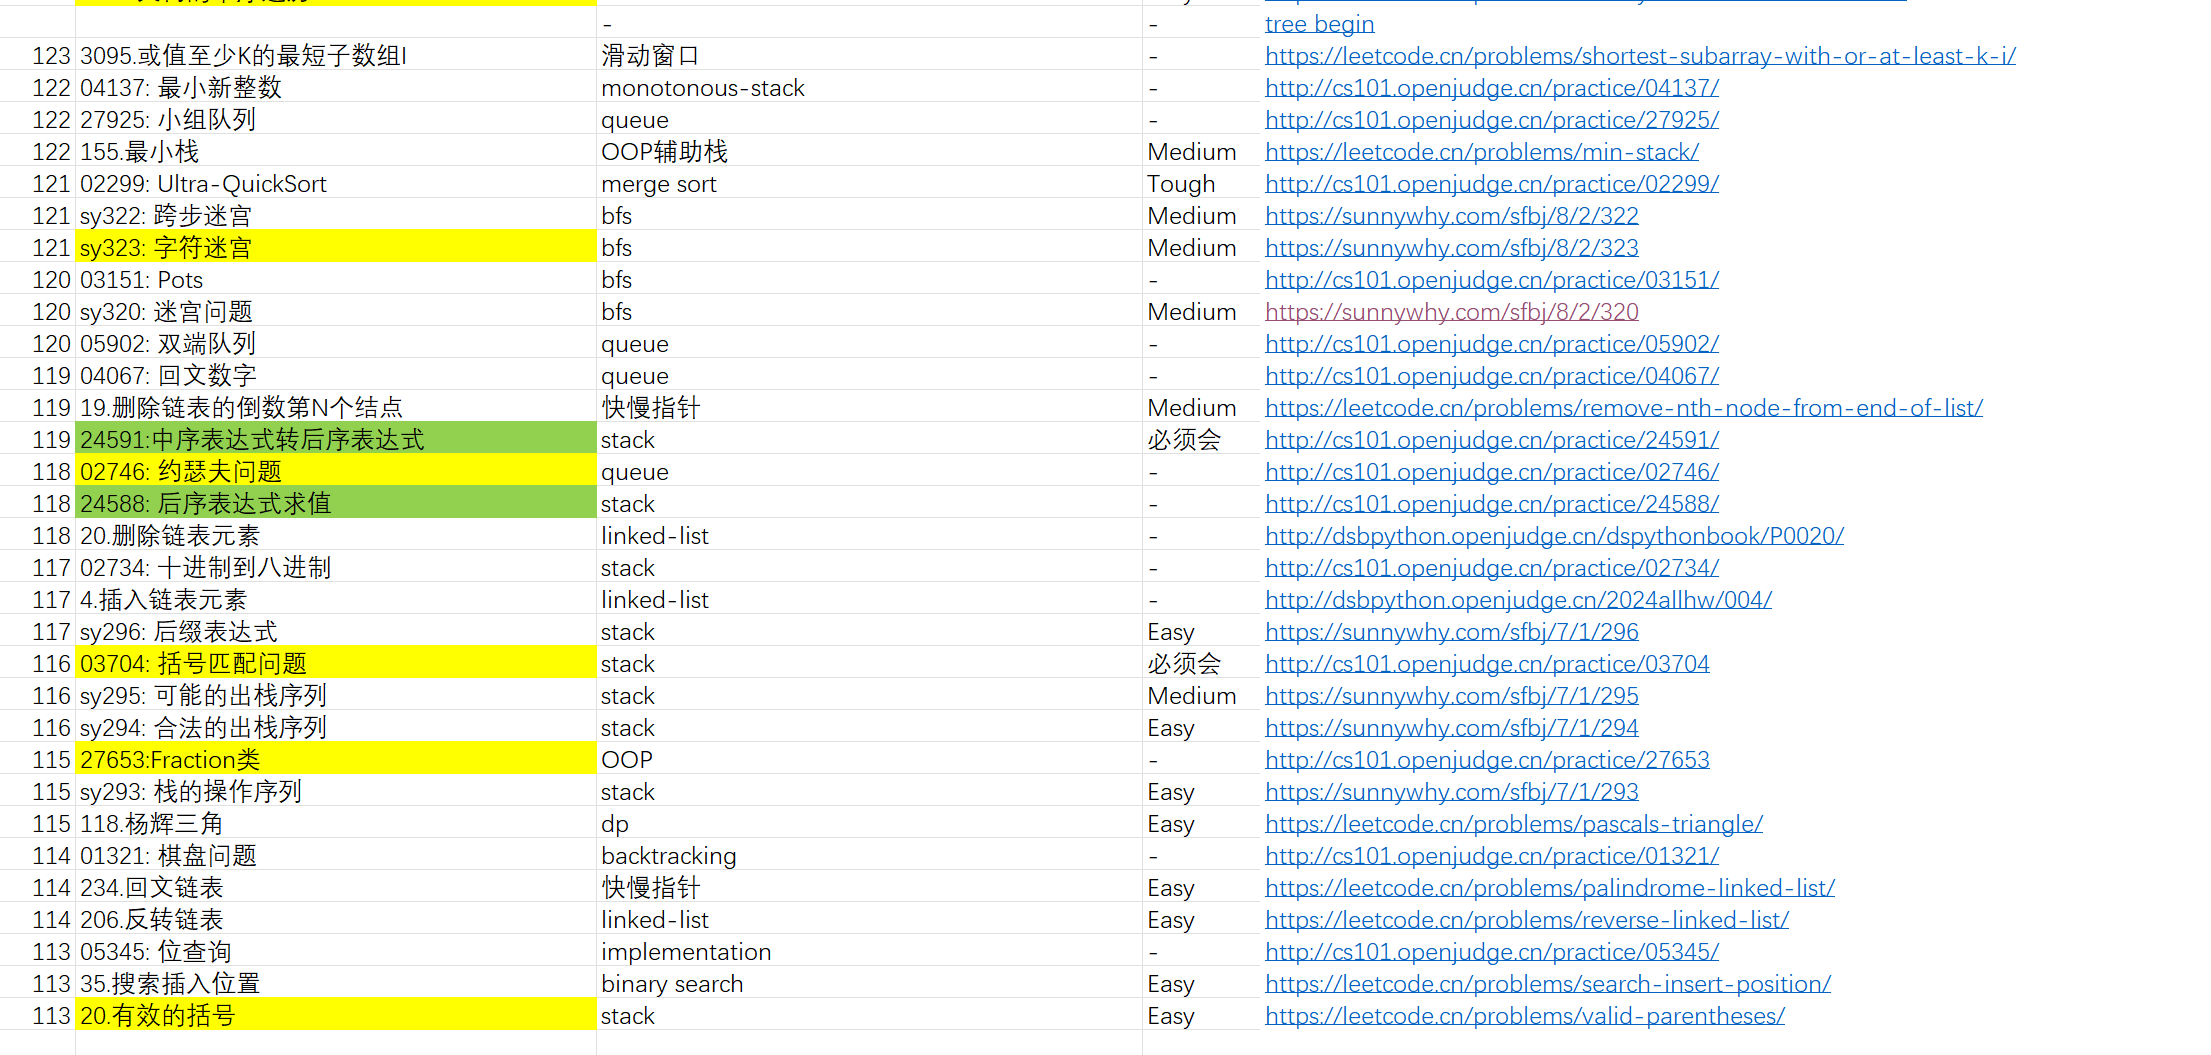 - - tree begin
123 3095.或值至少K的最短子数组I 滑动窗口 - https://leetcode.cn/problems/shortest-subarray-with-or-at-least-k-i/
122 04137: 最小新整数 monotonous-stack - http://cs101.openjudge.cn/practice/04137/
122 27925: 小组队列 queue - http://cs101.openjudge.cn/practice/27925/
122 155.最小栈 OOP辅助栈 Medium https://leetcode.cn/problems/min-stack/
121 02299: Ultra-QuickSort merge sort Tough http://cs101.openjudge.cn/practice/02299/
121 sy322: 跨步迷宫 bfs Medium https://sunnywhy.com/sfbj/8/2/322
121 sy323: 字符迷宫 bfs Medium https://sunnywhy.com/sfbj/8/2/323
120 03151: Pots bfs - http://cs101.openjudge.cn/practice/03151/
120 sy320: 迷宫问题 bfs Medium https://sunnywhy.com/sfbj/8/2/320
120 05902: 双端队列 queue - http://cs101.openjudge.cn/practice/05902/
119 04067: 回文数字 queue - http://cs101.openjudge.cn/practice/04067/
119 19.删除链表的倒数第N个结点 快慢指针 Medium https://leetcode.cn/problems/remove-nth-node-from-end-of-list/
119 24591:中序表达式转后序表达式 stack 必须会 http://cs101.openjudge.cn/practice/24591/
118 02746: 约瑟夫问题 queue - http://cs101.openjudge.cn/practice/02746/
118 24588: 后序表达式求值 stack - http://cs101.openjudge.cn/practice/24588/
118 20.删除链表元素 linked-list - http://dsbpython.openjudge.cn/dspythonbook/P0020/
117 02734: 十进制到八进制 stack - http://cs101.openjudge.cn/practice/02734/
117 4.插入链表元素 linked-list - http://dsbpython.openjudge.cn/2024allhw/004/
117 sy296: 后缀表达式 stack Easy https://sunnywhy.com/sfbj/7/1/296
116 03704: 括号匹配问题 stack 必须会 http://cs101.openjudge.cn/practice/03704
116 sy295: 可能的出栈序列 stack Medium https://sunnywhy.com/sfbj/7/1/295
116 sy294: 合法的出栈序列 stack Easy https://sunnywhy.com/sfbj/7/1/294
115 27653:Fraction类 OOP - http://cs101.openjudge.cn/practice/27653
115 sy293: 栈的操作序列 stack Easy https://sunnywhy.com/sfbj/7/1/293
115 118.杨辉三角 dp Easy https://leetcode.cn/problems/pascals-triangle/
114 01321: 棋盘问题 backtracking - http://cs101.openjudge.cn/practice/01321/
114 234.回文链表 快慢指针 Easy https://leetcode.cn/problems/palindrome-linked-list/
114 206.反转链表 linked-list Easy https://leetcode.cn/problems/reverse-linked-list/
113 05345: 位查询 implementation - http://cs101.openjudge.cn/practice/05345/
113 35.搜索插入位置 binary search Easy https://leetcode.cn/problems/search-insert-position/
113 20.有效的括号 stack Easy https://leetcode.cn/problems/valid-parentheses/